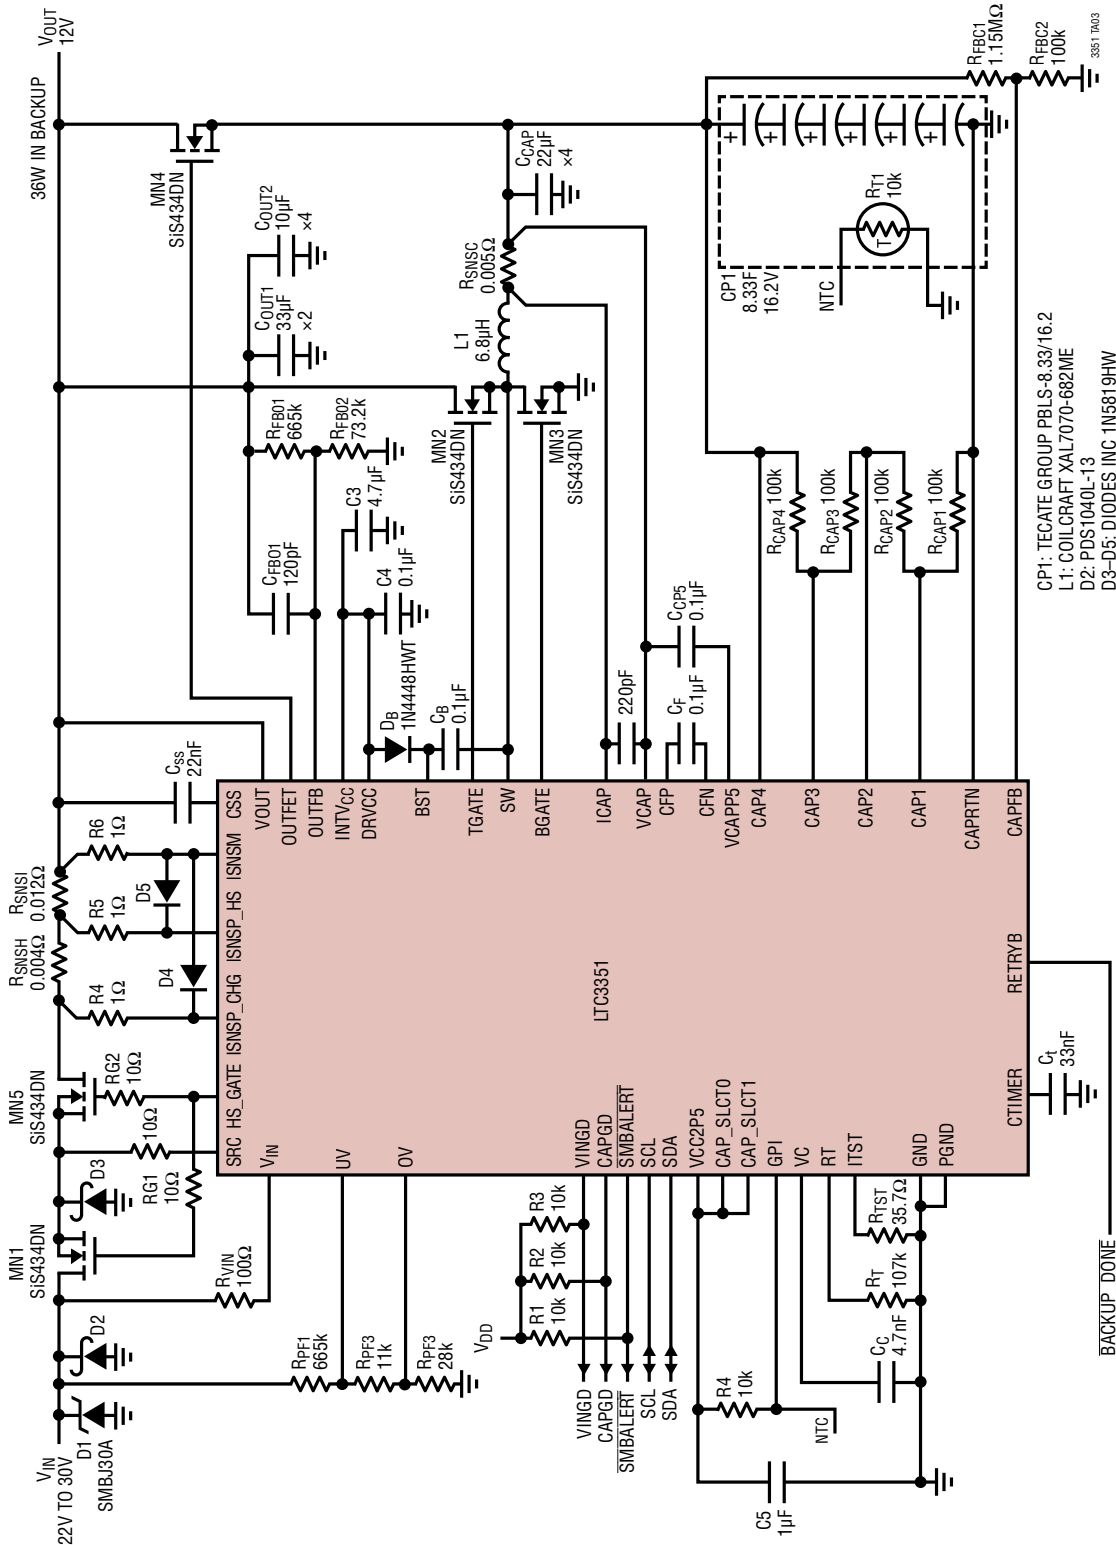 VIN
22V TO 30V
D1
SMBJ30A
D2
MN1
SiS434DN
D3
MN5
SiS434DN
RSNSH
0.004Ω
RSNSI
0.012Ω
36W IN BACKUP
VOUT
12V
RVIN
100Ω
RG1
10Ω
10Ω
RG2
10Ω
R4
1Ω
D4
R5
1Ω
D5
R6
1Ω
Css
22nF
MN4
SiS434DN
COUT1
33µF
×2
COUT2
10µF
×4
CFBO1
120pF
RFBO1
665k
RFBO2
73.2k
C3
4.7µF
C4
0.1µF
DB
1N4448HWT
CB
0.1µF
MN2
SiS434DN
MN3
SiS434DN
L1
6.8µH
RSNSC
0.005Ω
CCAP
22µF
×4
RPF1
665k
RPF3
11k
RPF3
28k
SRC
HS_GATE
ISNSP_CHG
ISNSP_HS
ISNSM
CSS
VIN
UV
OV
VINGD
CAPGD
SMBALERT
SCL
SDA
VCC2P5
CAP_SLCT0
CAP_SLCT1
GPI
VC
RT
ITST
GND
PGND
LTC3351
VOUT
OUTFET
OUTFB
INTVCC
DRVCC
BST
TGATE
SW
BGATE
ICAP
VCAP
CFP
CFN
VCAPP5
CAP4
CAP3
CAP2
CAP1
CAPRTN
CAPFB
CTIMER
RETRYB
VDD
R1
10k
R2
10k
R3
10k
VINGD
CAPGD
SMBALERT
SCL
SDA
R4
10k
NTC
C5
1µF
CC
4.7nF
RT
107k
RTST
35.7Ω
Ct
33nF
BACKUP DONE
220pF
CF
0.1µF
CCP5
0.1µF
RCAP4 100k
RCAP3 100k
RCAP2 100k
RCAP1 100k
CP1
8.33F
16.2V
NTC
T
RT1
10k
+
+
+
+
+
+
RFBC1
1.15MΩ
RFBC2
100k
CP1: TECATE GROUP PBLS-8.33/16.2
L1: COILCRAFT XAL7070-682ME
D2: PDS1040L-13
D3–D5: DIODES INC 1N5819HW
3351 TA03